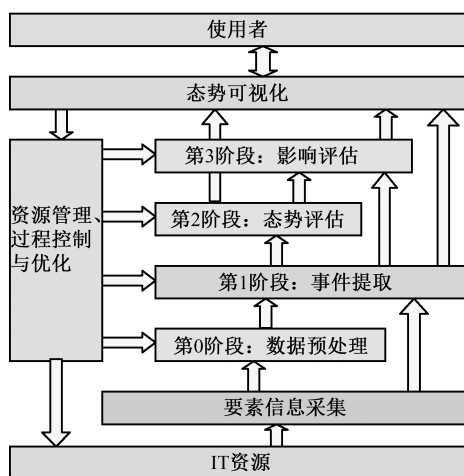 使用者
态势可视化
第3阶段：影响评估
资源管理、
过程控制
与优化
第2阶段：态势评估
第1阶段：事件提取
第0阶段：数据预处理
要素信息采集
IT资源